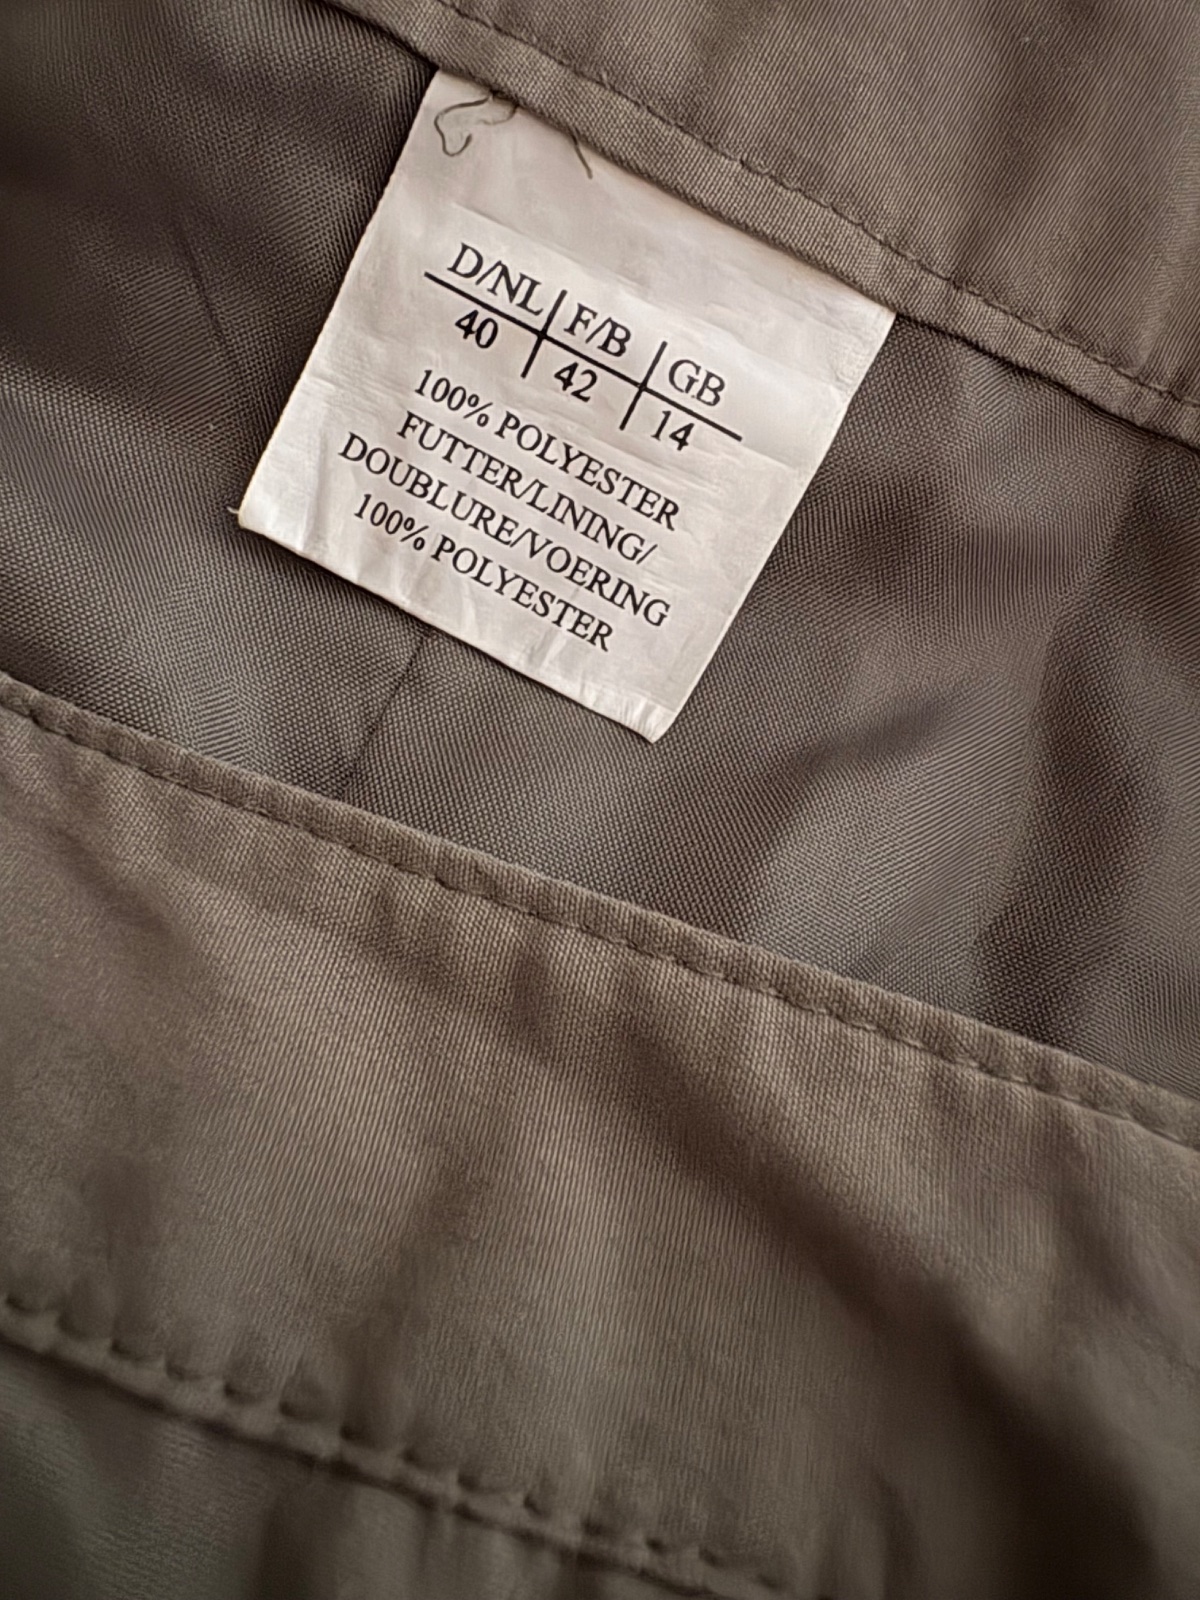 D/NL F/B GB
40 42 14
100% POLYESTER
FUTTER/LINING/
DOUBLURE/VOERING
100% POLYESTER